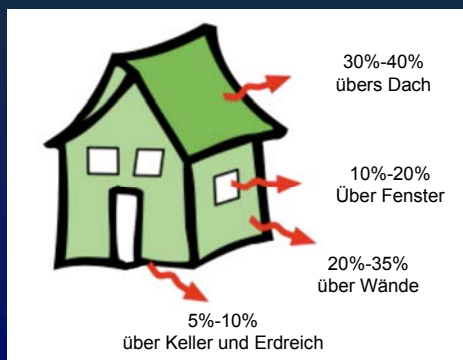 30%-40%
übers Dach
10%-20%
Über Fenster
20%-35%
über Wände
5%-10%
über Keller und Erdreich